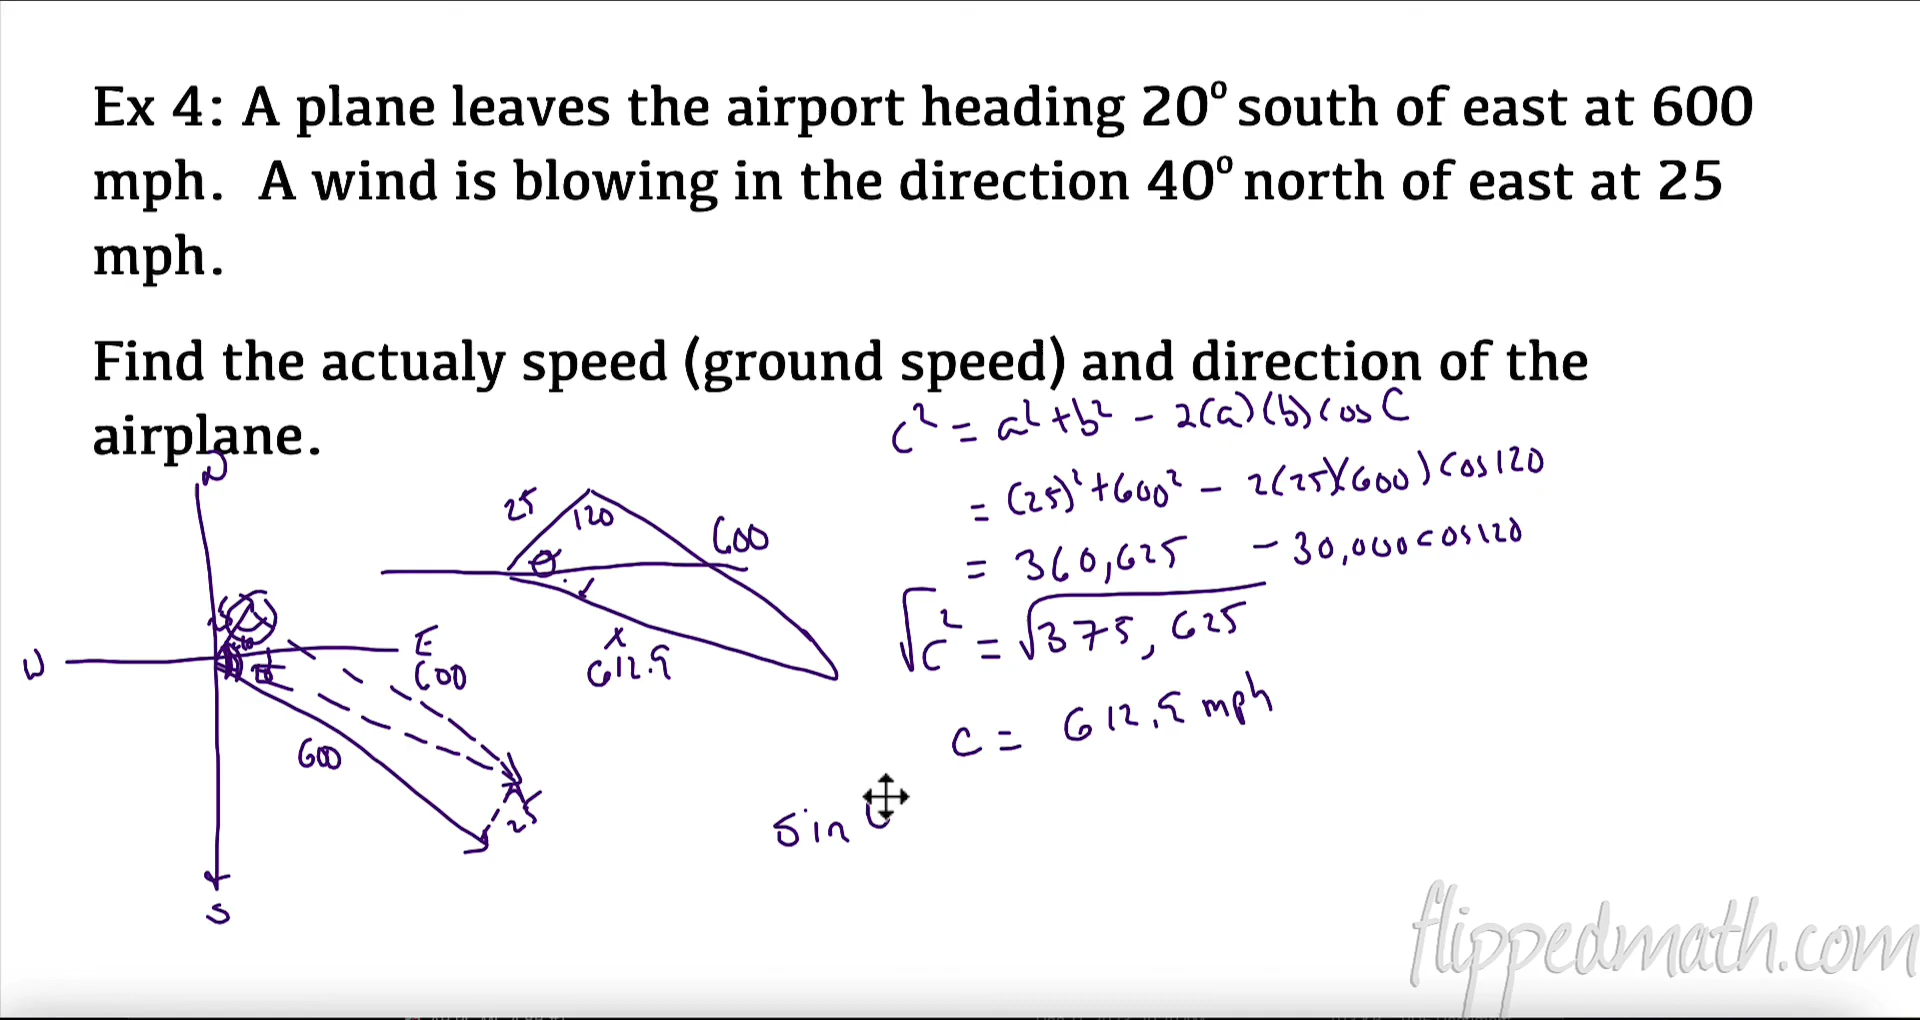 Ex 4: A plane leaves the airport heading 20° south of east at 600
mph. A wind is blowing in the direction 40° north of east at 25
mph.
Find the actualy speed (ground speed) and direction of the
airplane.
c² = a² + b² - 2(a)(b) cos C
= (25)² + 600² - 2(25)(600) cos 120
= 360,625 - 30,000 cos 120
√c² = √375,625
c = 612.9 mph
sin
N
W
E
600
600
25
S
25
120
600
θ
x
612.9
flippedmath.com